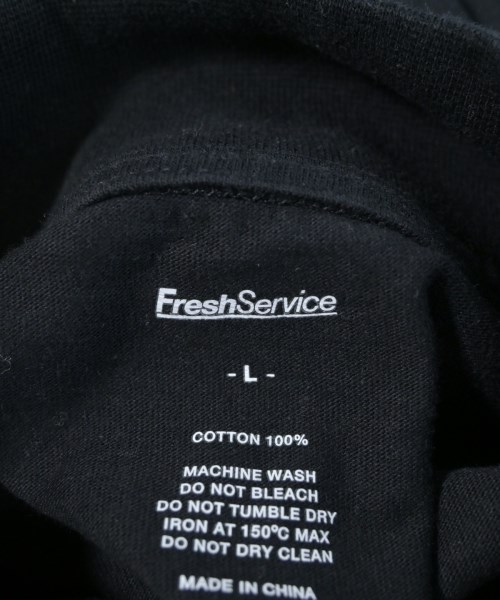 FreshService
- L -
COTTON 100%
MACHINE WASH
DO NOT BLEACH
DO NOT TUMBLE DRY
IRON AT 150ºC MAX
DO NOT DRY CLEAN
MADE IN CHINA